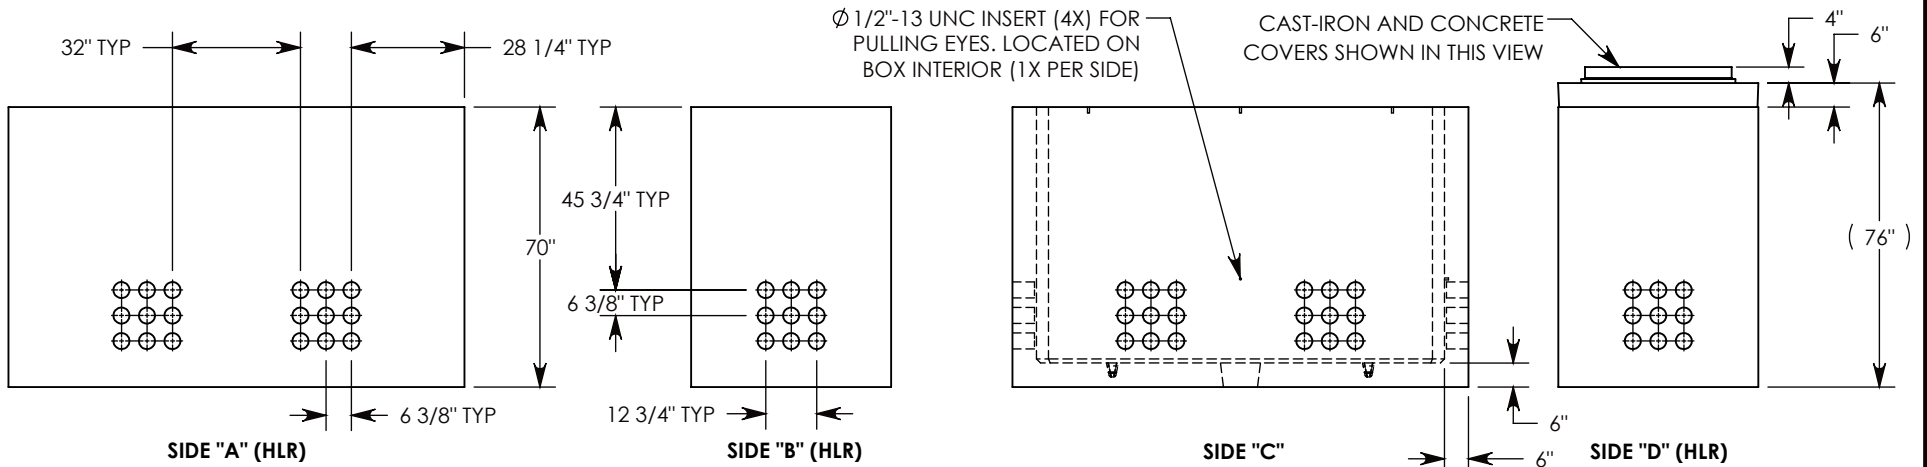 Ø 1/2"-13 UNC INSERT (4X) FOR
PULLING EYES. LOCATED ON
BOX INTERIOR (1X PER SIDE)
CAST-IRON AND CONCRETE
COVERS SHOWN IN THIS VIEW
4"
6"
32" TYP
28 1/4" TYP
45 3/4" TYP
70"
6 3/8" TYP
( 76" )
6 3/8" TYP
12 3/4" TYP
6"
6"
SIDE "A" (HLR)
SIDE "B" (HLR)
SIDE "C"
SIDE "D" (HLR)